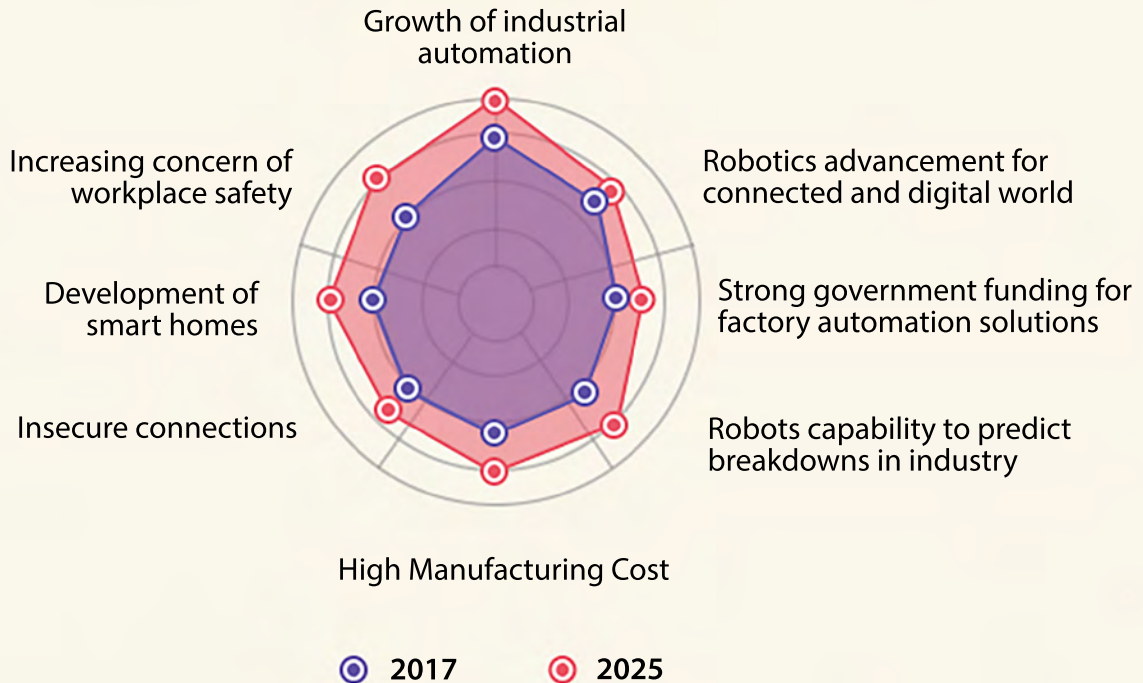 Growth of industrial
automation
Increasing concern of
workplace safety
Robotics advancement for
connected and digital world
Development of
smart homes
Strong government funding for
factory automation solutions
Insecure connections
Robots capability to predict
breakdowns in industry
High Manufacturing Cost
2017
2025